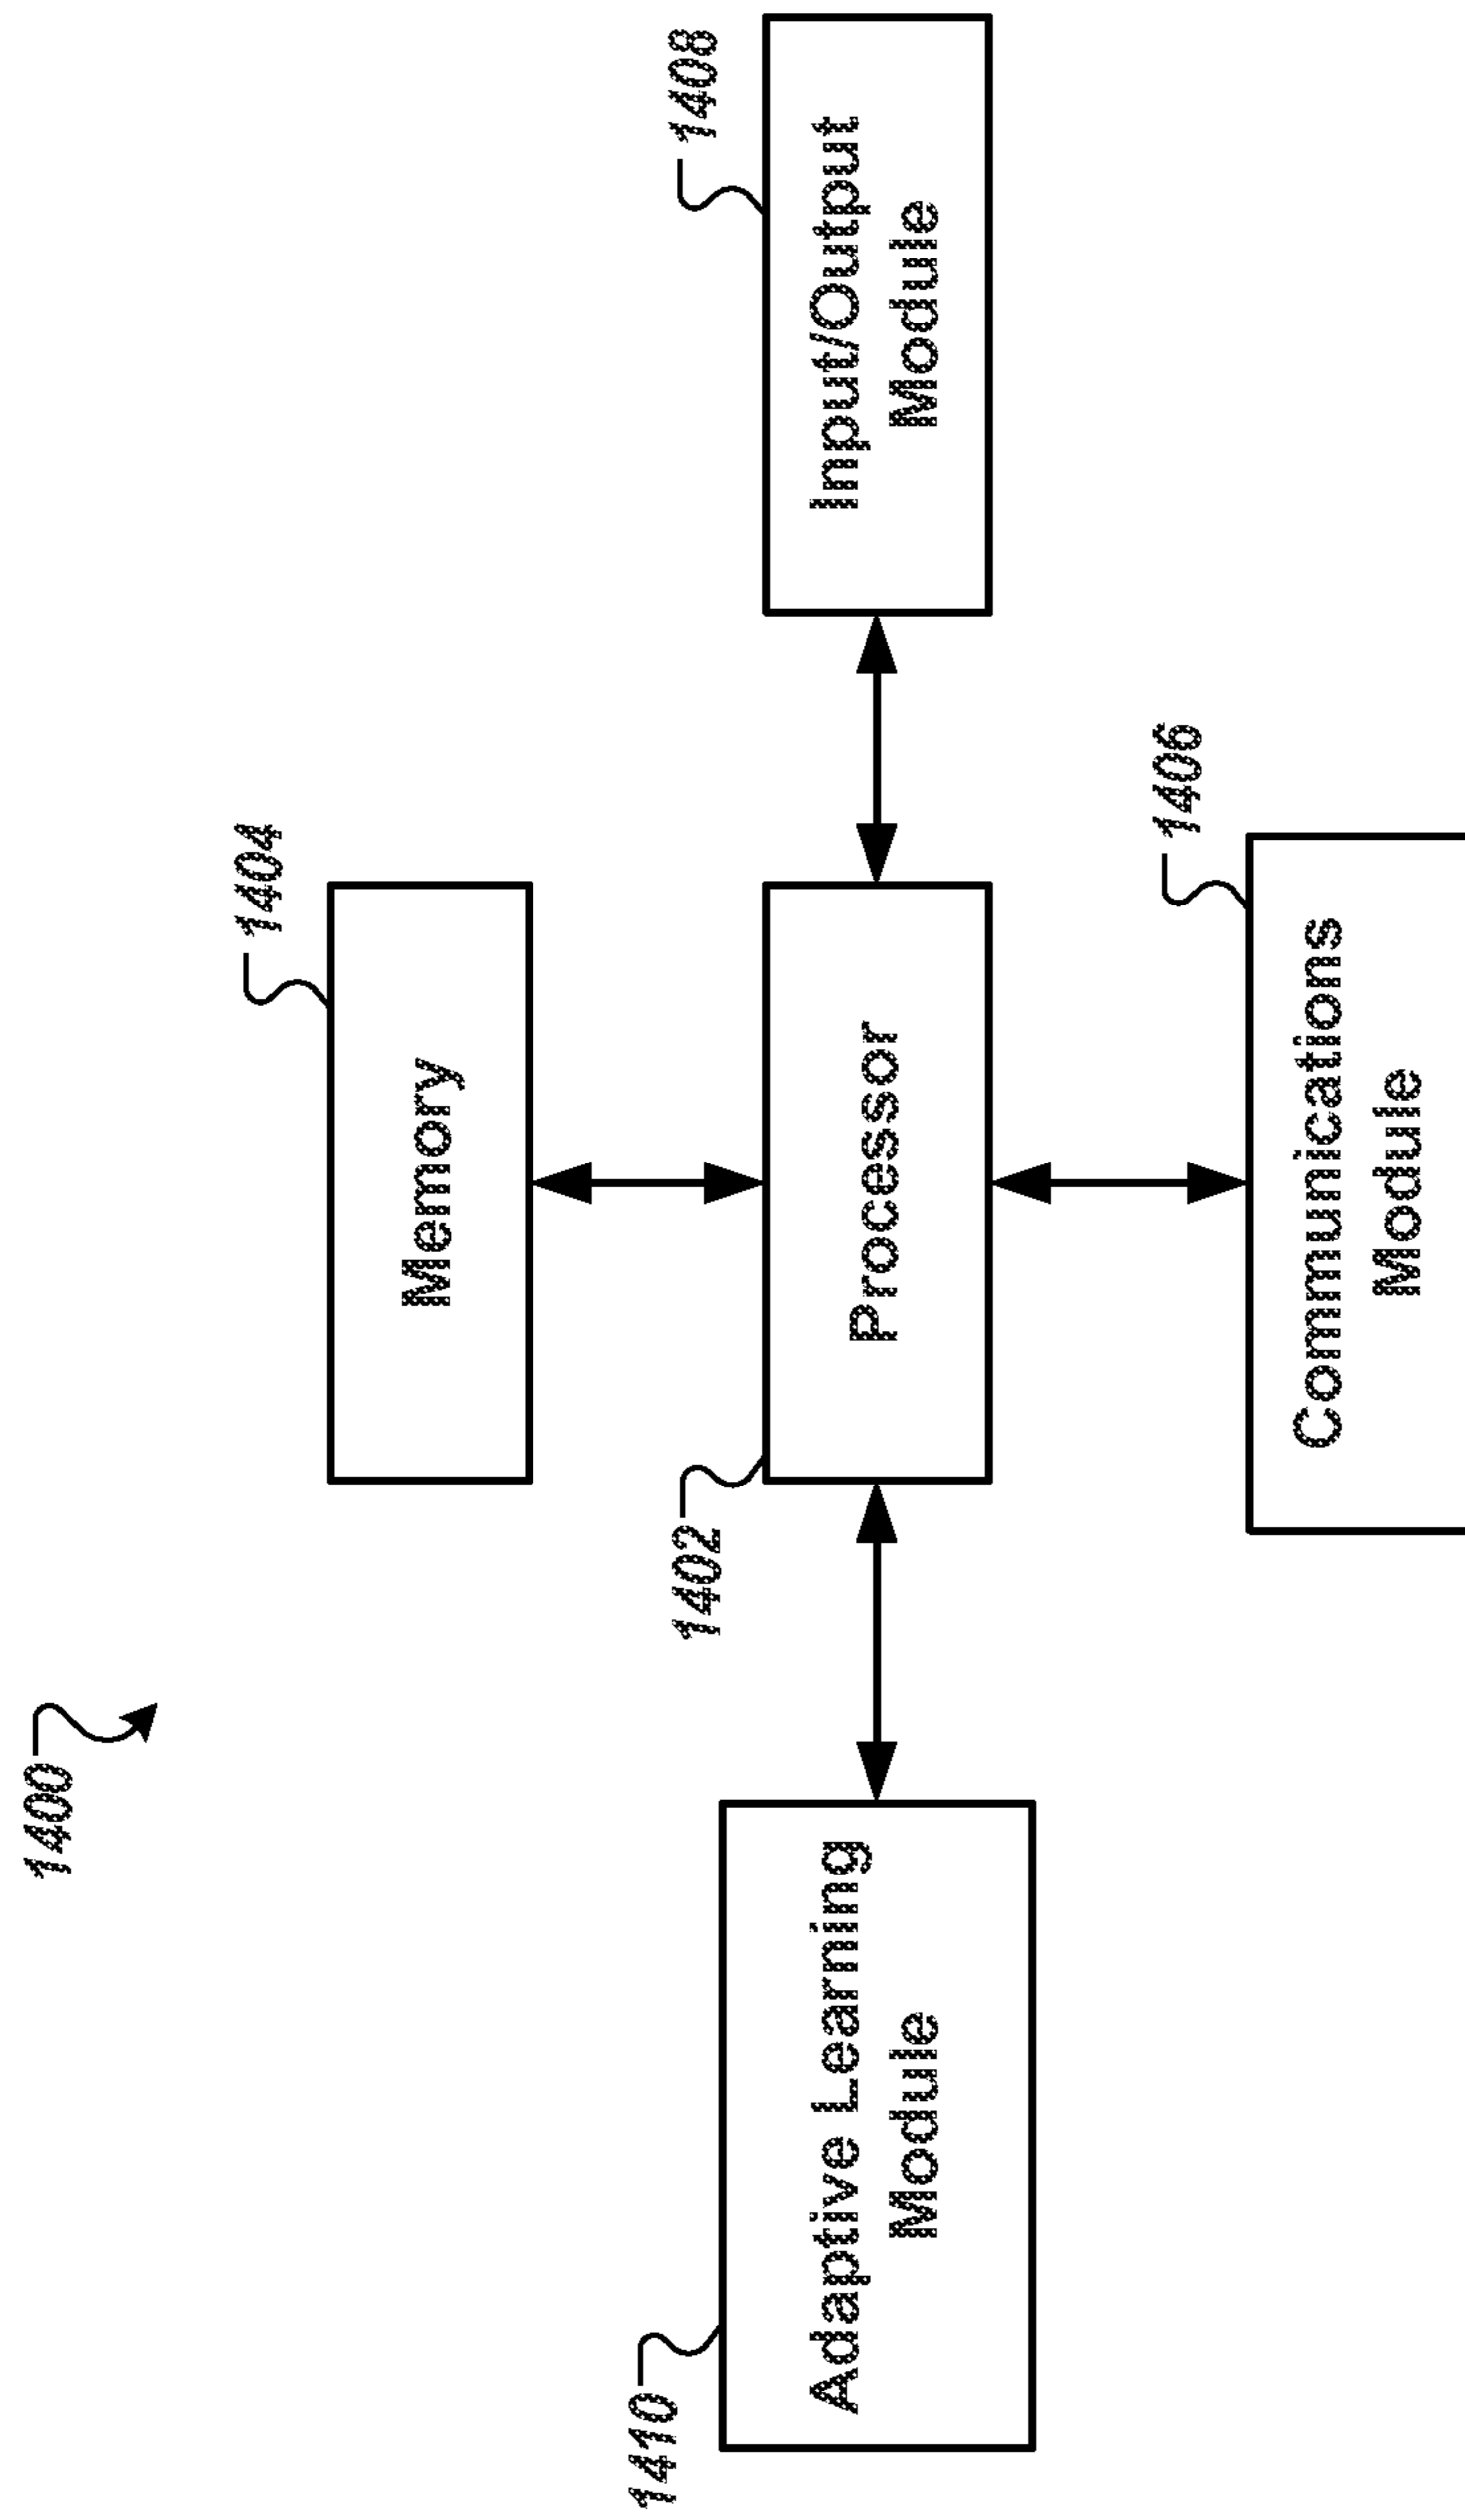 1400
1404
Memory
1402
Processor
1408
Input/Output
Module
1410
Adaptive Learning
Module
1406
Communications
Module